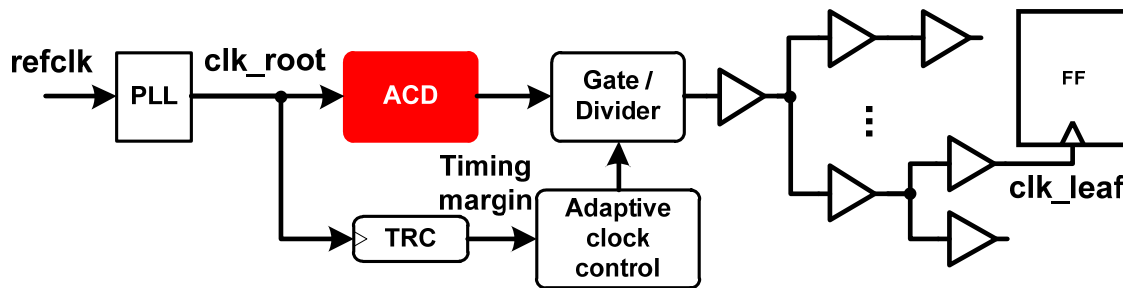 refclk
PLL
clk_root
ACD
Gate /
Divider
FF
clk_leaf
Timing
margin
TRC
Adaptive
clock
control